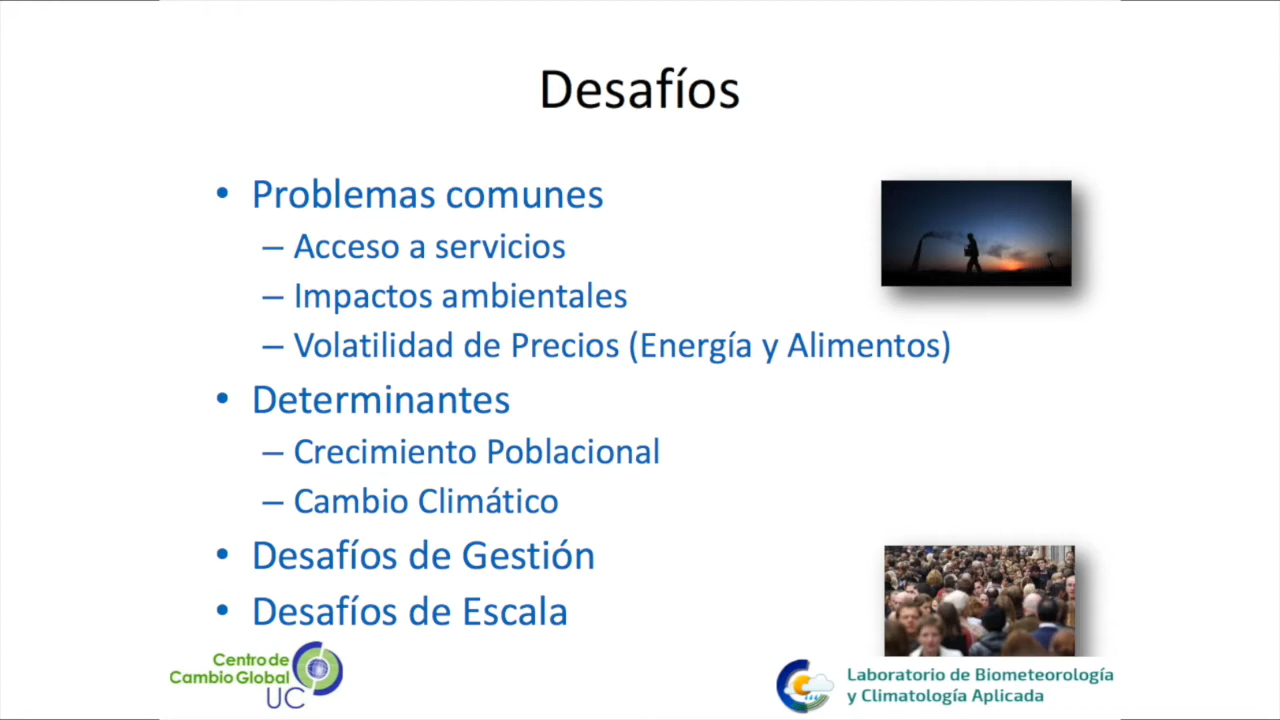 Desafíos
• Problemas comunes
– Acceso a servicios
– Impactos ambientales
– Volatilidad de Precios (Energía y Alimentos)
• Determinantes
– Crecimiento Poblacional
– Cambio Climático
• Desafíos de Gestión
• Desafíos de Escala
Centro de
Cambio Global
UC
Laboratorio de Biometeorología
y Climatología Aplicada